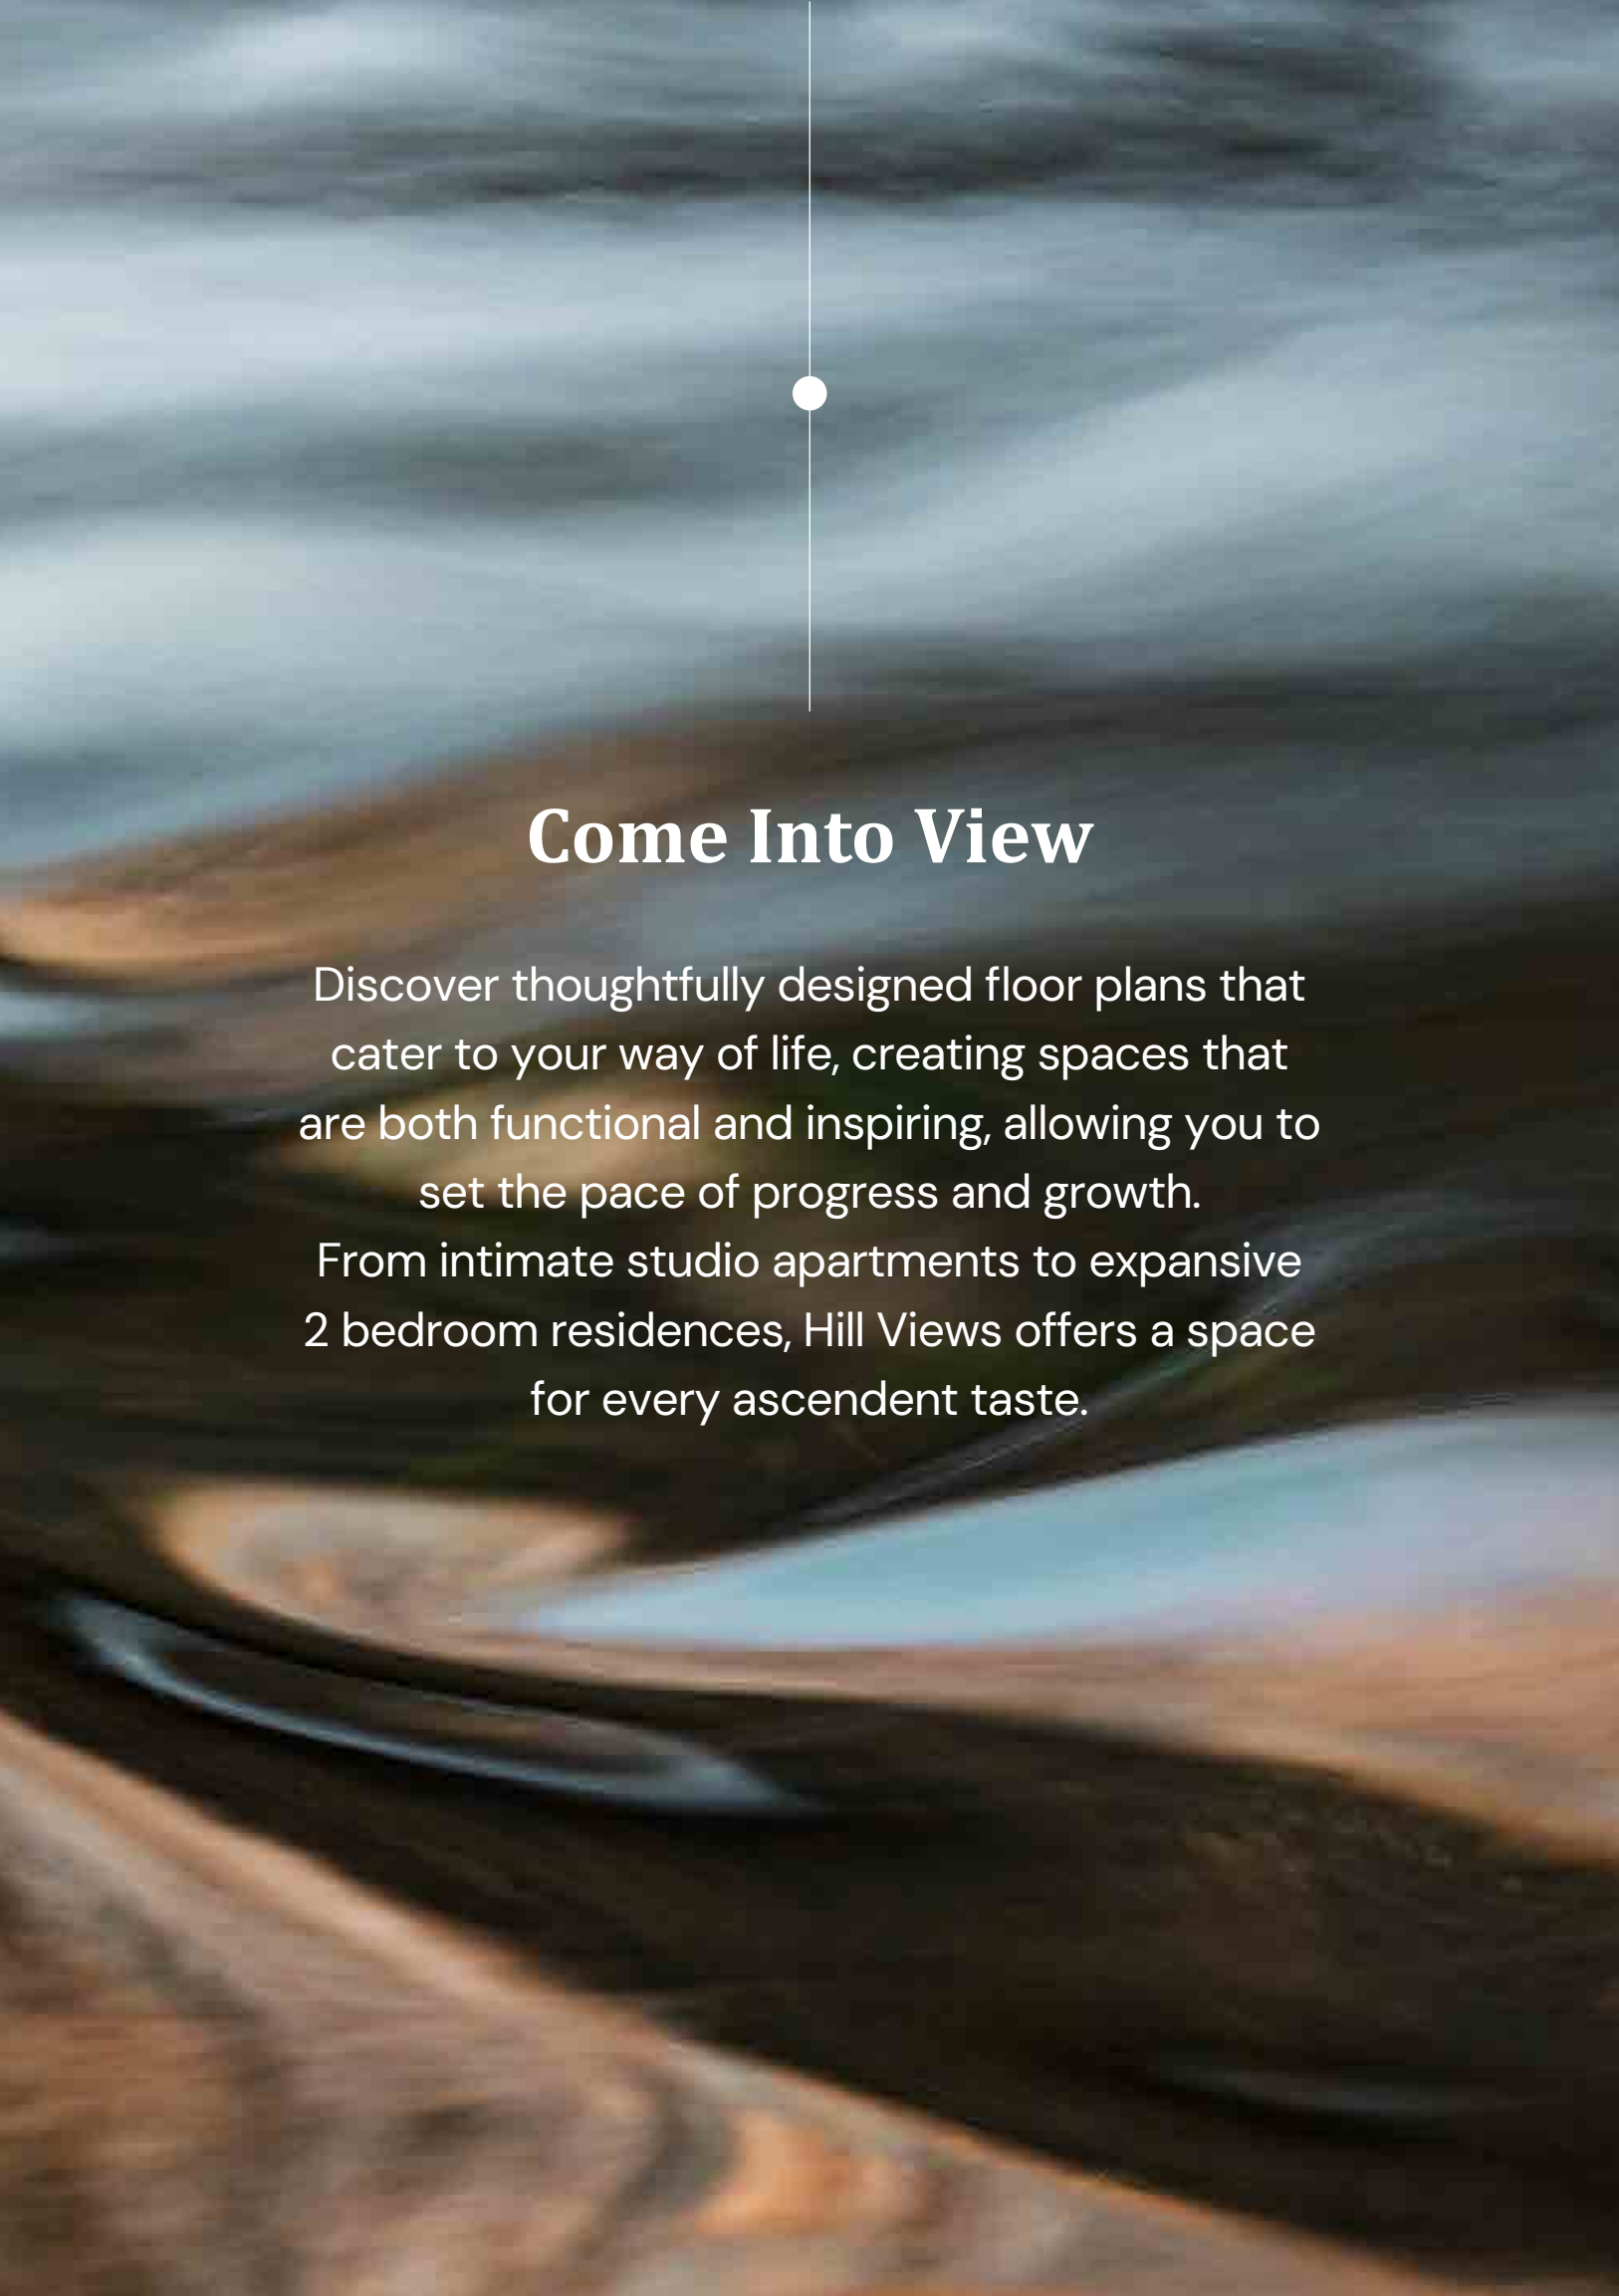 Come Into View
Discover thoughtfully designed floor plans that
cater to your way of life, creating spaces that
are both functional and inspiring, allowing you to
set the pace of progress and growth.
From intimate studio apartments to expansive
2 bedroom residences, Hill Views offers a space
for every ascendent taste.